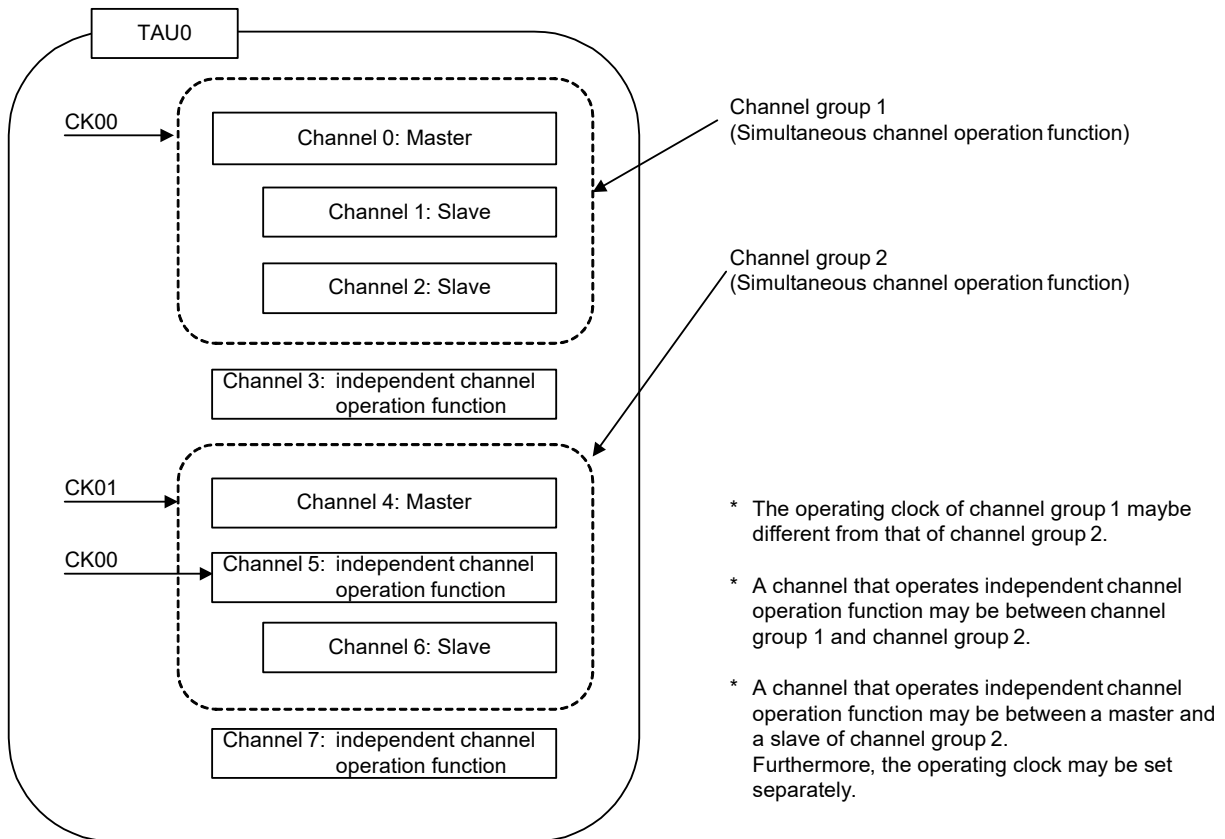 TAU0
CK00
Channel 0: Master
Channel 1: Slave
Channel 2: Slave
Channel group 1
(Simultaneous channel operation function)
Channel group 2
(Simultaneous channel operation function)
Channel 3: independent channel
operation function
CK01
Channel 4: Master
CK00
Channel 5: independent channel
operation function
Channel 6: Slave
Channel 7: independent channel
operation function
* The operating clock of channel group 1 maybe
different from that of channel group 2.
* A channel that operates independent channel
operation function may be between channel
group 1 and channel group 2.
* A channel that operates independent channel
operation function may be between a master and
a slave of channel group 2.
Furthermore, the operating clock may be set
separately.